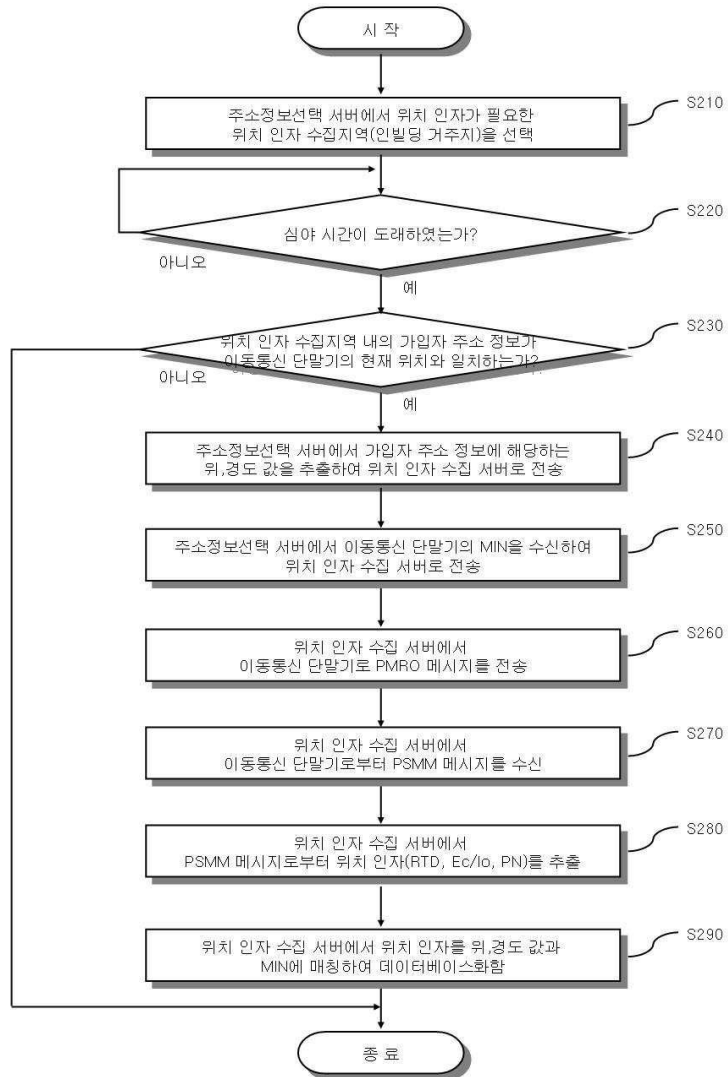 시 작
주소정보선택 서버에서 위치 인자가 필요한
위치 인자 수집지역(인빌딩 거주지)을 선택
S210
심야 시간이 도래하였는가?
S220
아니오
예
위치 인자 수집지역 내의 가입자 주소 정보가
이동통신 단말기의 현재 위치와 일치하는가?
S230
아니오
예
주소정보선택 서버에서 가입자 주소 정보에 해당하는
위,경도 값을 추출하여 위치 인자 수집 서버로 전송
S240
주소정보선택 서버에서 이동통신 단말기의 MIN을 수신하여
위치 인자 수집 서버로 전송
S250
위치 인자 수집 서버에서
이동통신 단말기로 PMRO 메시지를 전송
S260
위치 인자 수집 서버에서
이동통신 단말기로부터 PSMM 메시지를 수신
S270
위치 인자 수집 서버에서
PSMM 메시지로부터 위치 인자(RTD, Ec/Io, PN)를 추출
S280
위치 인자 수집 서버에서 위치 인자를 위,경도 값과
MIN에 매칭하여 데이터베이스화함
S290
종 료